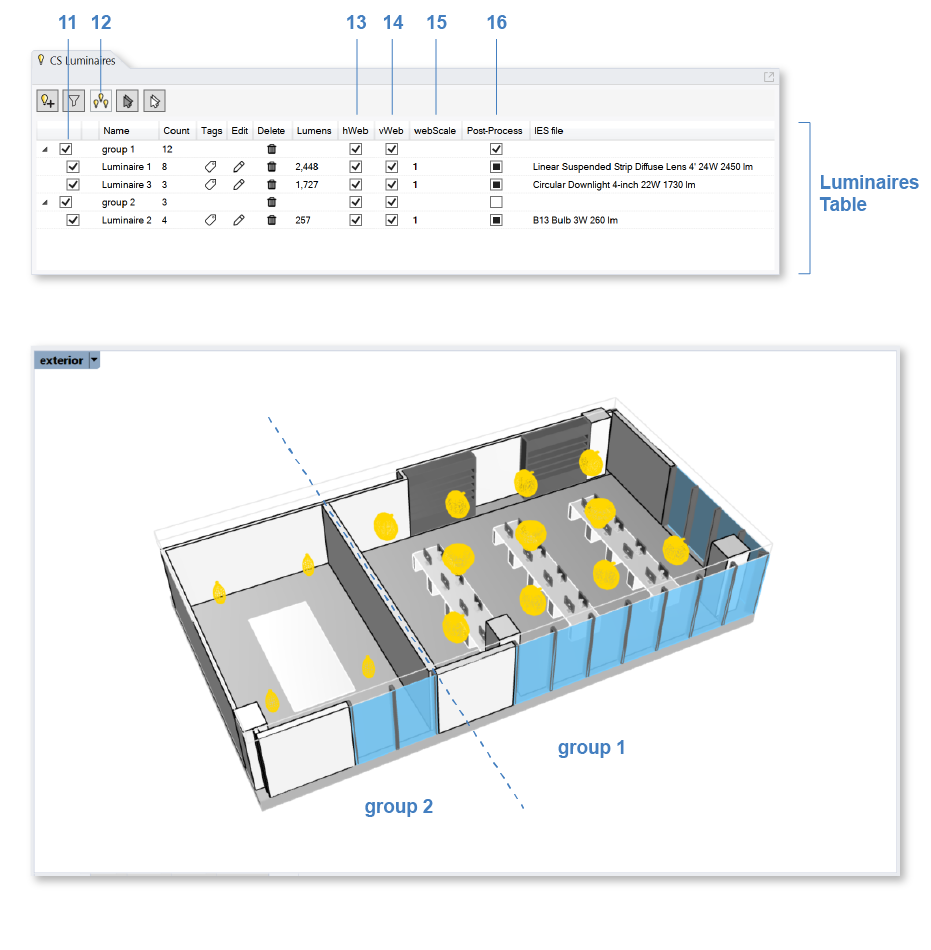 11 12 13 14 15 16
CS Luminaires
Name Count Tags Edit Delete Lumens hWeb vWeb webScale Post-Process IES file
group 1 12
Luminaire 1 8 2,448 1 Linear Suspended Strip Diffuse Lens 4' 24W 2450 lm
Luminaire 3 3 1,727 1 Circular Downlight 4-inch 22W 1730 lm
group 2 3
Luminaire 2 4 257 1 B13 Bulb 3W 260 lm
Luminaires
Table
exterior
group 1
group 2